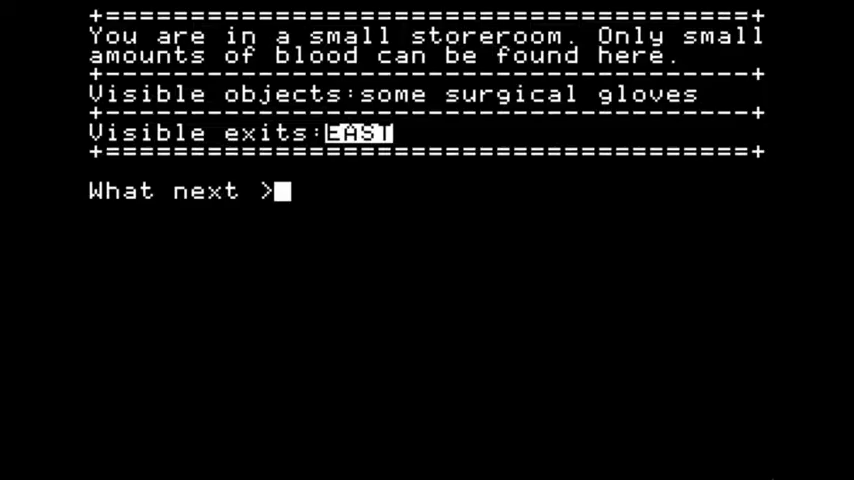 +======================================+
You are in a small storeroom. Only small
amounts of blood can be found here.
+--------------------------------------+
Visible objects:some surgical gloves
+--------------------------------------+
Visible exits:EAST
+======================================+
What next >